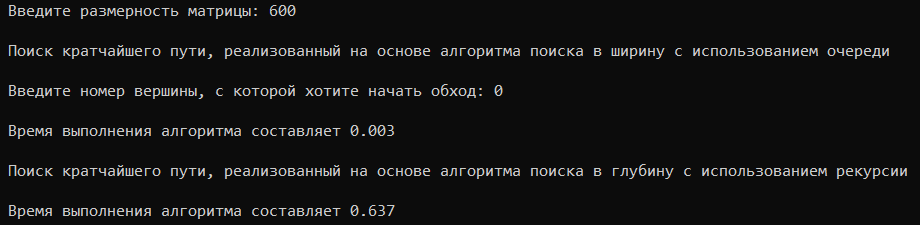 Введите размерность матрицы: 600
Поиск кратчайшего пути, реализованный на основе алгоритма поиска в ширину с использованием очереди
Введите номер вершины, с которой хотите начать обход: 0
Время выполнения алгоритма составляет 0.003
Поиск кратчайшего пути, реализованный на основе алгоритма поиска в глубину с использованием рекурсии
Время выполнения алгоритма составляет 0.637